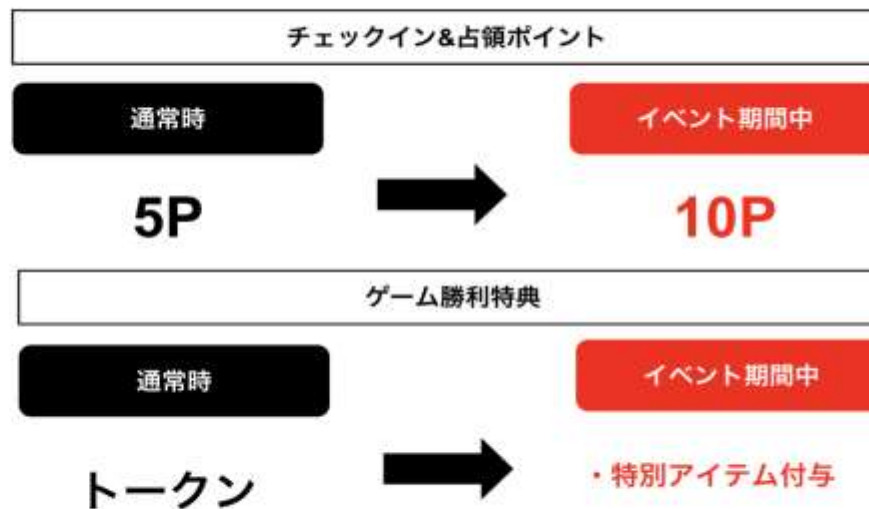 チェックイン&占領ポイント
通常時
イベント期間中
5P
10P
ゲーム勝利特典
通常時
イベント期間中
トークン
・特別アイテム付与